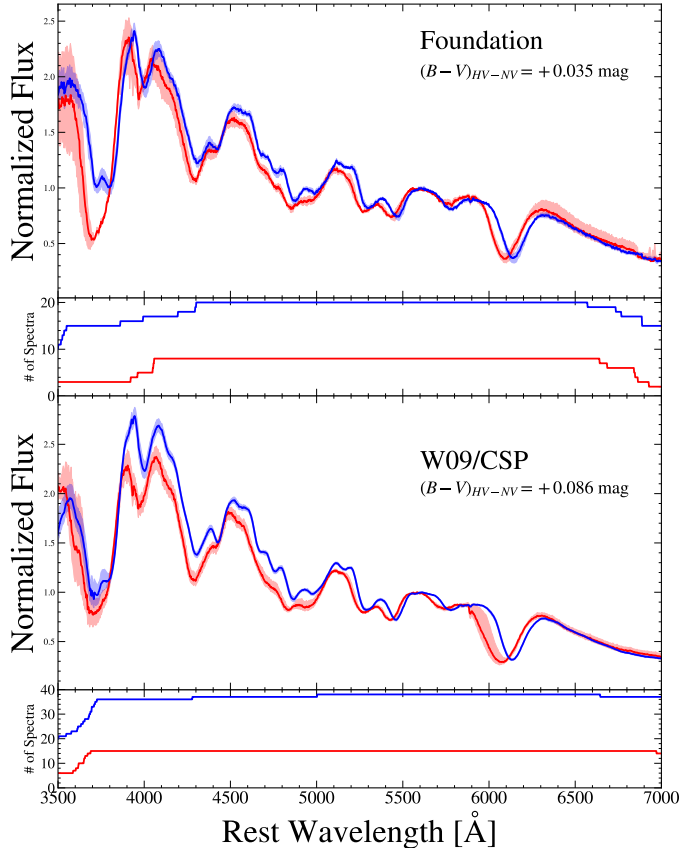 Foundation
(B − V)HV−NV = + 0.035 mag
Normalized Flux
2.5
2.0
1.5
1.0
0.5
# of Spectra
20
10
0
W09/CSP
(B − V)HV−NV = + 0.086 mag
Normalized Flux
2.5
2.0
1.5
1.0
0.5
# of Spectra
40
30
20
10
0
3500 4000 4500 5000 5500 6000 6500 7000
Rest Wavelength [Å]